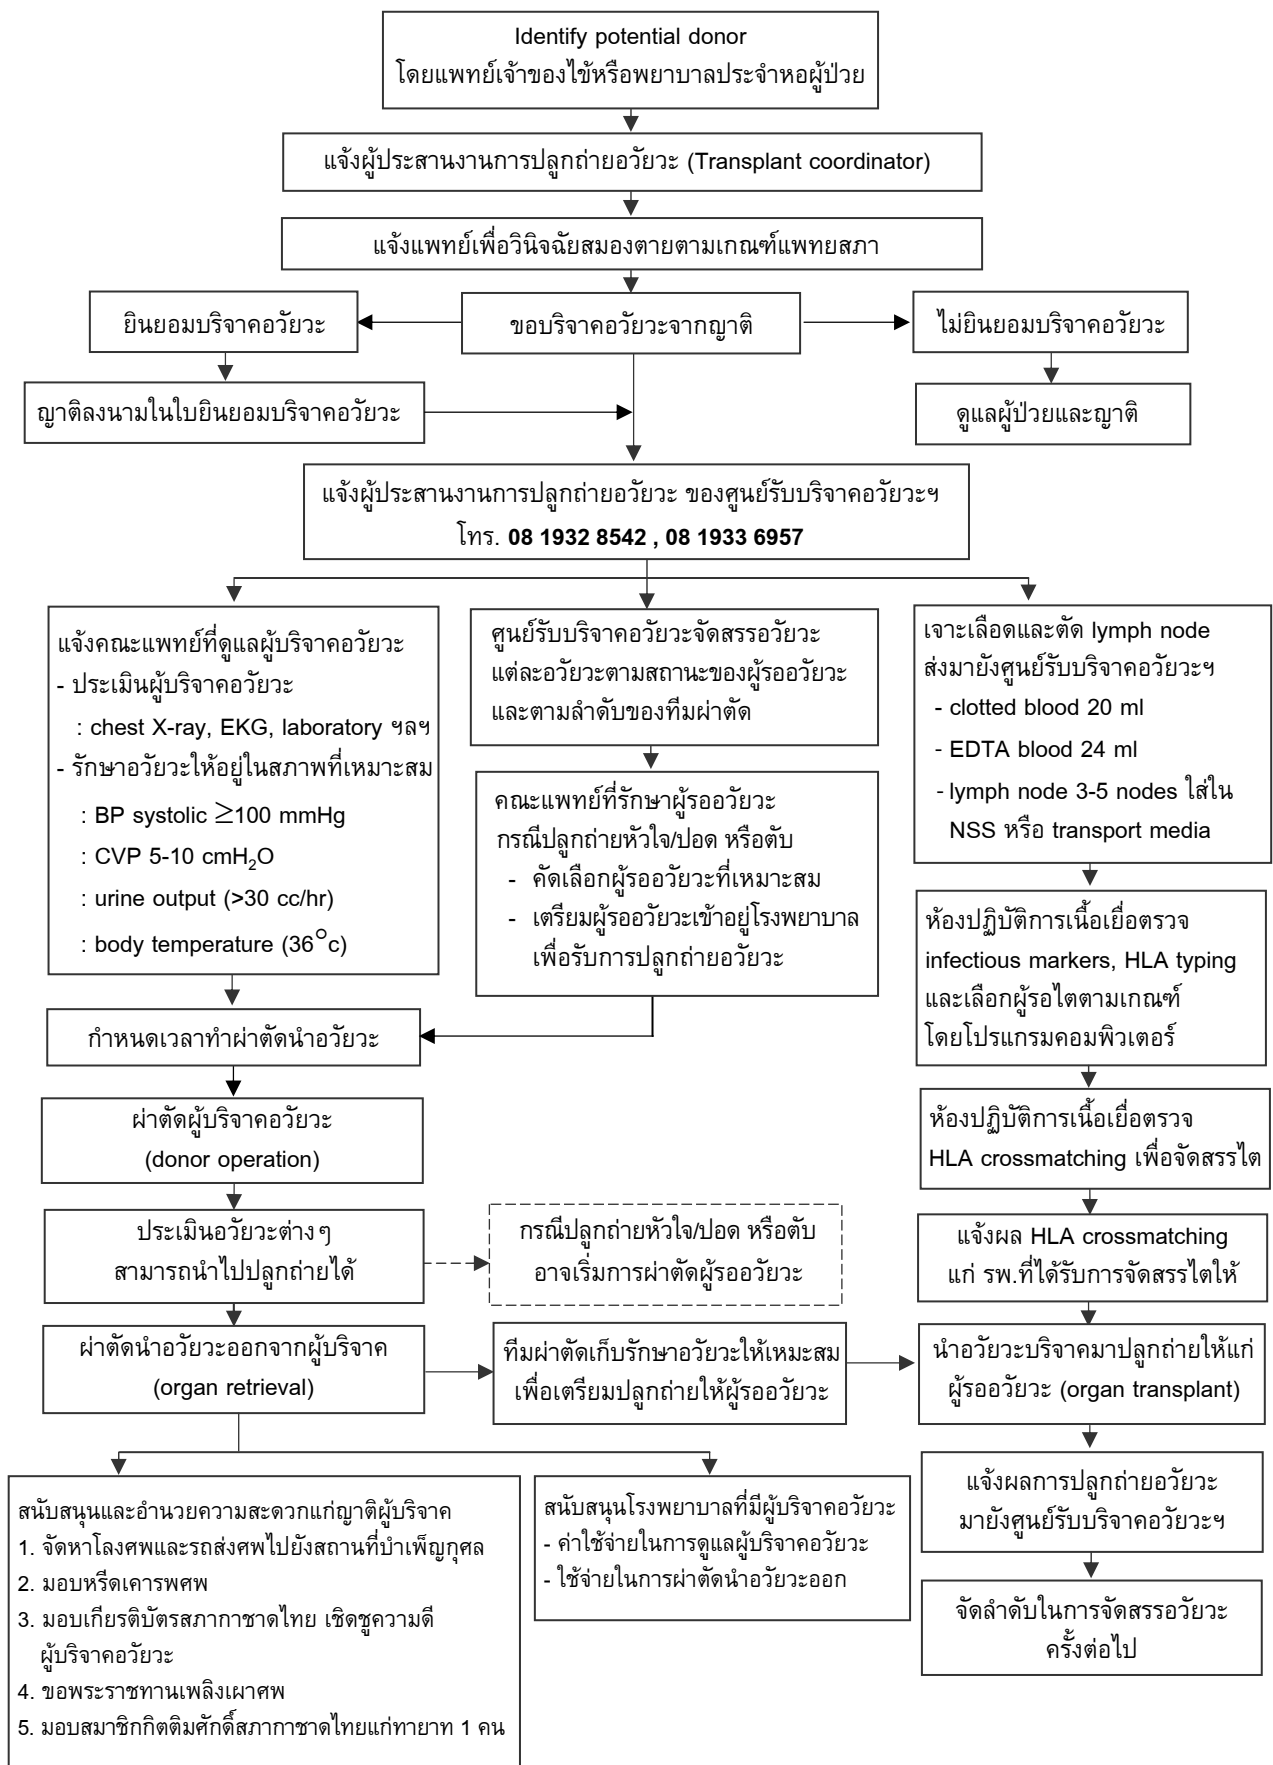 Identify potential donor
โดยแพทย์เจ้าของไข้หรือพยาบาลประจำหอผู้ป่วย
แจ้งผู้ประสานงานการปลูกถ่ายอวัยวะ (Transplant coordinator)
แจ้งแพทย์เพื่อวินิจฉัยสมองตายตามเกณฑ์แพทยสภา
ยินยอมบริจาคอวัยวะ
ขอบริจาคอวัยวะจากญาติ
ไม่ยินยอมบริจาคอวัยวะ
ญาติลงนามในใบยินยอมบริจาคอวัยวะ
ดูแลผู้ป่วยและญาติ
แจ้งผู้ประสานงานการปลูกถ่ายอวัยวะ ของศูนย์รับบริจาคอวัยวะฯ
โทร. 08 1932 8542 , 08 1933 6957
แจ้งคณะแพทย์ที่ดูแลผู้บริจาคอวัยวะ
- ประเมินผู้บริจาคอวัยวะ
: chest X-ray, EKG, laboratory ฯลฯ
- รักษาอวัยวะให้อยู่ในสภาพที่เหมาะสม
: BP systolic ≥100 mmHg
: CVP 5-10 cmH₂O
: urine output (>30 cc/hr)
: body temperature (36°c)
ศูนย์รับบริจาคอวัยวะจัดสรรอวัยวะ
แต่ละอวัยวะตามสถานะของผู้รออวัยวะ
และตามลำดับของทีมผ่าตัด
คณะแพทย์ที่รักษาผู้รออวัยวะ
กรณีปลูกถ่ายหัวใจ/ปอด หรือตับ
- คัดเลือกผู้รออวัยวะที่เหมาะสม
- เตรียมผู้รออวัยวะเข้าอยู่โรงพยาบาล
เพื่อรับการปลูกถ่ายอวัยวะ
เจาะเลือดและตัด lymph node
ส่งมายังศูนย์รับบริจาคอวัยวะฯ
- clotted blood 20 ml
- EDTA blood 24 ml
- lymph node 3-5 nodes ใส่ใน
NSS หรือ transport media
ห้องปฏิบัติการเนื้อเยื่อตรวจ
infectious markers, HLA typing
และเลือกผู้รอไตตามเกณฑ์
โดยโปรแกรมคอมพิวเตอร์
กำหนดเวลาทำผ่าตัดนำอวัยวะ
ผ่าตัดผู้บริจาคอวัยวะ
(donor operation)
ห้องปฏิบัติการเนื้อเยื่อตรวจ
HLA crossmatching เพื่อจัดสรรไต
ประเมินอวัยวะต่างๆ
สามารถนำไปปลูกถ่ายได้
กรณีปลูกถ่ายหัวใจ/ปอด หรือตับ
อาจเริ่มการผ่าตัดผู้รออวัยวะ
แจ้งผล HLA crossmatching
แก่ รพ.ที่ได้รับการจัดสรรไตให้
ผ่าตัดนำอวัยวะออกจากผู้บริจาค
(organ retrieval)
ทีมผ่าตัดเก็บรักษาอวัยวะให้เหมะสม
เพื่อเตรียมปลูกถ่ายให้ผู้รออวัยวะ
นำอวัยวะบริจาคมาปลูกถ่ายให้แก่
ผู้รออวัยวะ (organ transplant)
สนับสนุนและอำนวยความสะดวกแก่ญาติผู้บริจาค
1. จัดหาโลงศพและรถส่งศพไปยังสถานที่บำเพ็ญกุศล
2. มอบหรีดเคารพศพ
3. มอบเกียรติบัตรสภากาชาดไทย เชิดชูความดี
ผู้บริจาคอวัยวะ
4. ขอพระราชทานเพลิงเผาศพ
5. มอบสมาชิกกิตติมศักดิ์สภากาชาดไทยแก่ทายาท 1 คน
สนับสนุนโรงพยาบาลที่มีผู้บริจาคอวัยวะ
- ค่าใช้จ่ายในการดูแลผู้บริจาคอวัยวะ
- ใช้จ่ายในการผ่าตัดนำอวัยวะออก
แจ้งผลการปลูกถ่ายอวัยวะ
มายังศูนย์รับบริจาคอวัยวะฯ
จัดลำดับในการจัดสรรอวัยวะ
ครั้งต่อไป